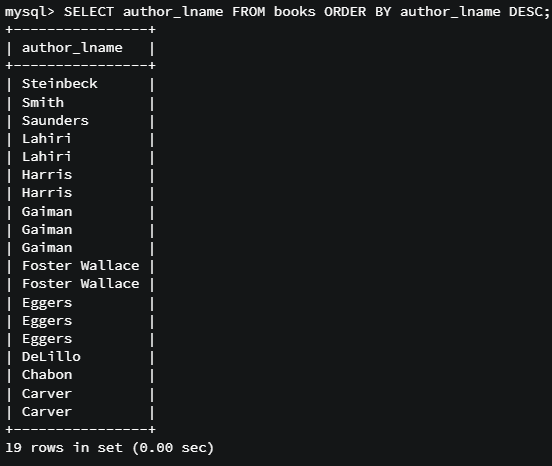 mysql> SELECT author_lname FROM books ORDER BY author_lname DESC;
+----------------+
| author_lname   |
+----------------+
| Steinbeck      |
| Smith          |
| Saunders       |
| Lahiri         |
| Lahiri         |
| Harris         |
| Harris         |
| Gaiman         |
| Gaiman         |
| Gaiman         |
| Foster Wallace |
| Foster Wallace |
| Eggers         |
| Eggers         |
| Eggers         |
| DeLillo        |
| Chabon         |
| Carver         |
| Carver         |
+----------------+
19 rows in set (0.00 sec)